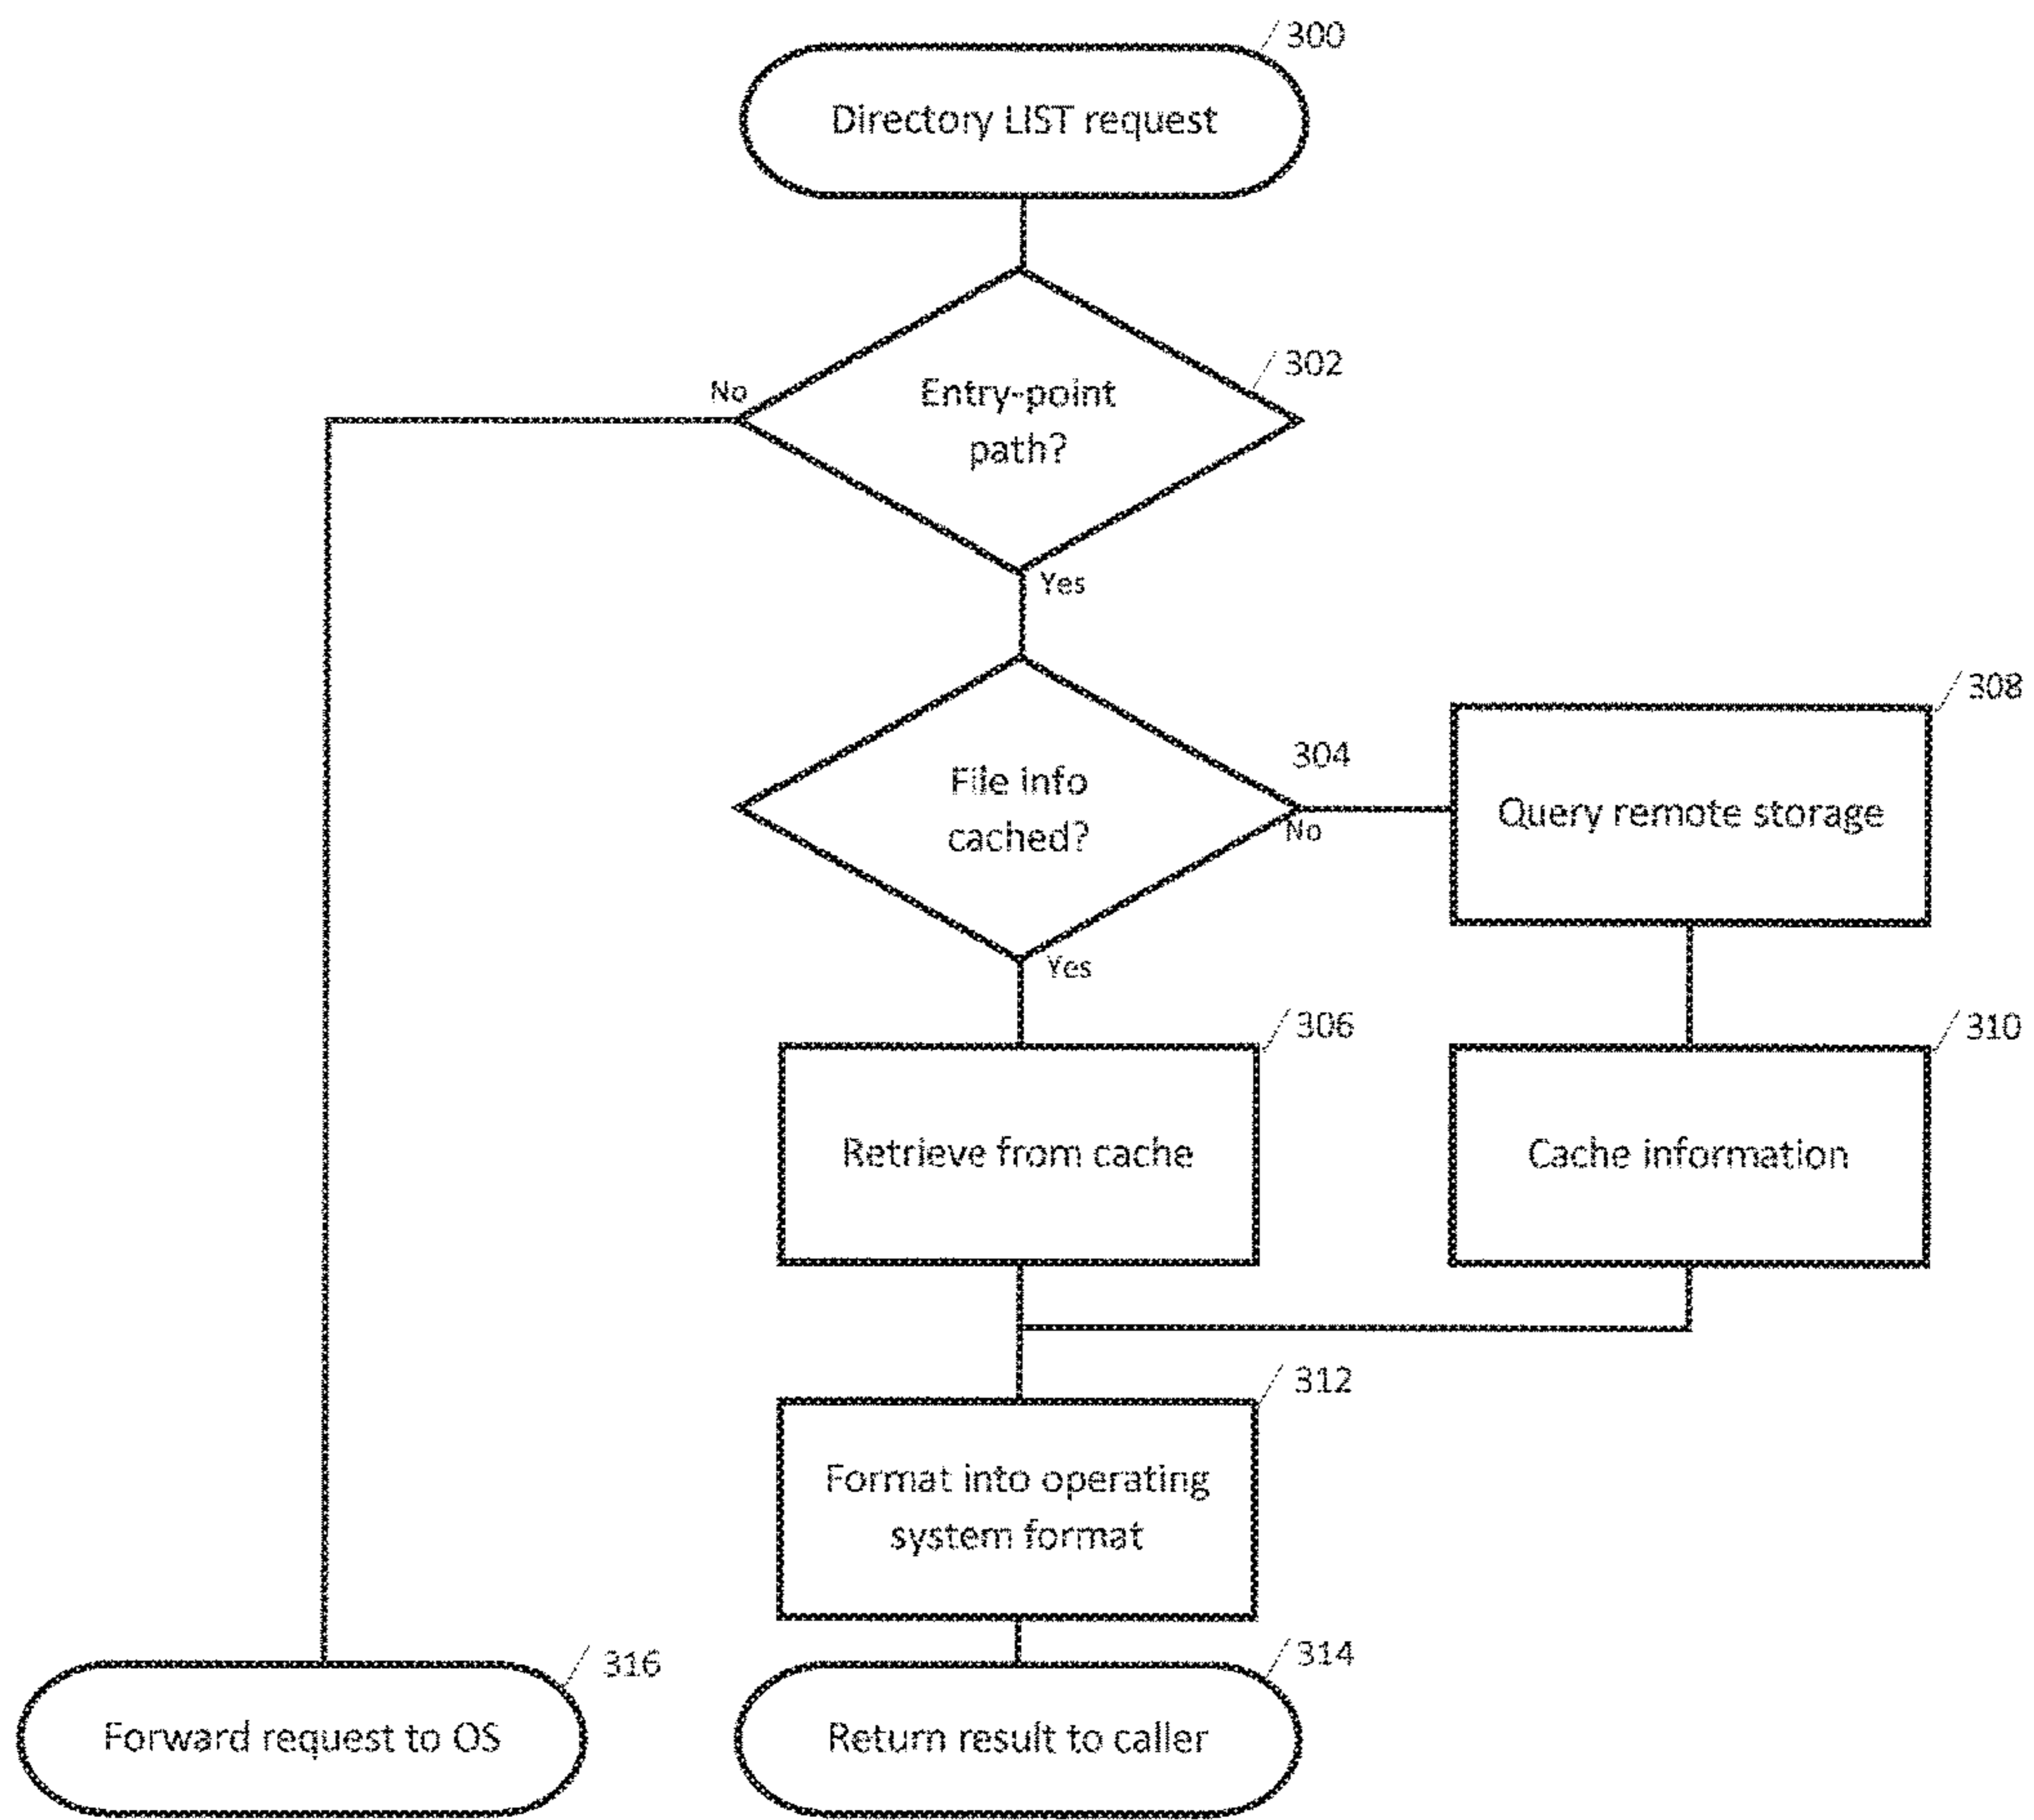 300
Directory LIST request
302
No
Entry-point
path?
Yes
308
304
File info
cached?
No
Query remote storage
Yes
306
310
Retrieve from cache
Cache information
312
Format into operating
system format
316
314
Forward request to OS
Return result to caller